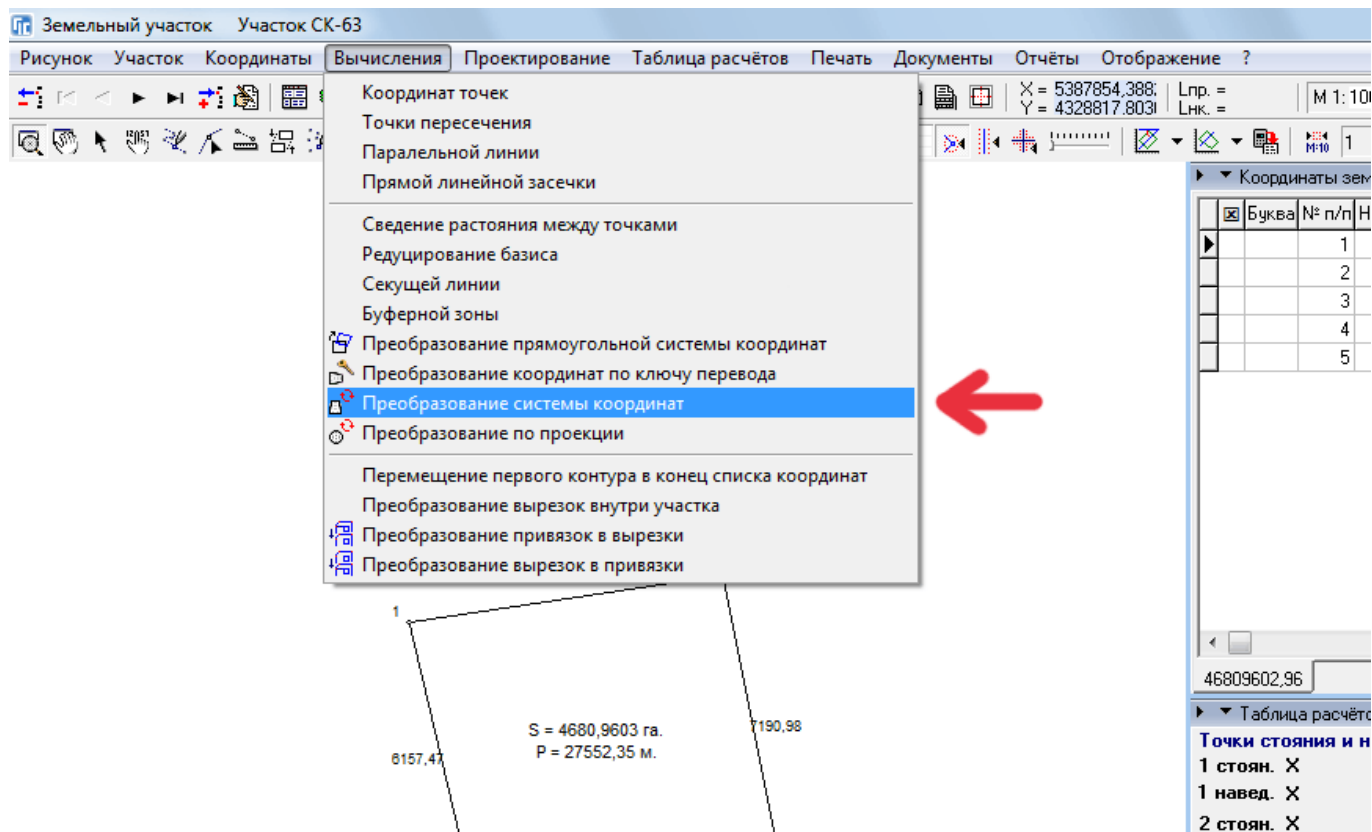 Земельный участок Участок СК-63
Рисунок Участок Координаты Вычисления Проектирование Таблица расчётов Печать Документы Отчёты Отображение ?
X = 5387854,388 Lпр. =
Y = 4328817.803 Lнк. =
M 1: 100
M:10 1
Координат точек
Точки пересечения
Паралельной линии
Прямой линейной засечки
Сведение растояния между точками
Редуцирование базиса
Секущей линии
Буферной зоны
Преобразование прямоугольной системы координат
Преобразование координат по ключу перевода
Преобразование системы координат
Преобразование по проекции
Перемещение первого контура в конец списка координат
Преобразование вырезок внутри участка
Преобразование привязок в вырезки
Преобразование вырезок в привязки
Координаты зем
Буква № п/п Н
1
2
3
4
5
46809602,96
1
S = 4680,9603 га.
P = 27552,35 м.
6157,47
7190,98
Таблица расчёто
Точки стояния и н
1 стоян. X
1 навед. X
2 стоян. X